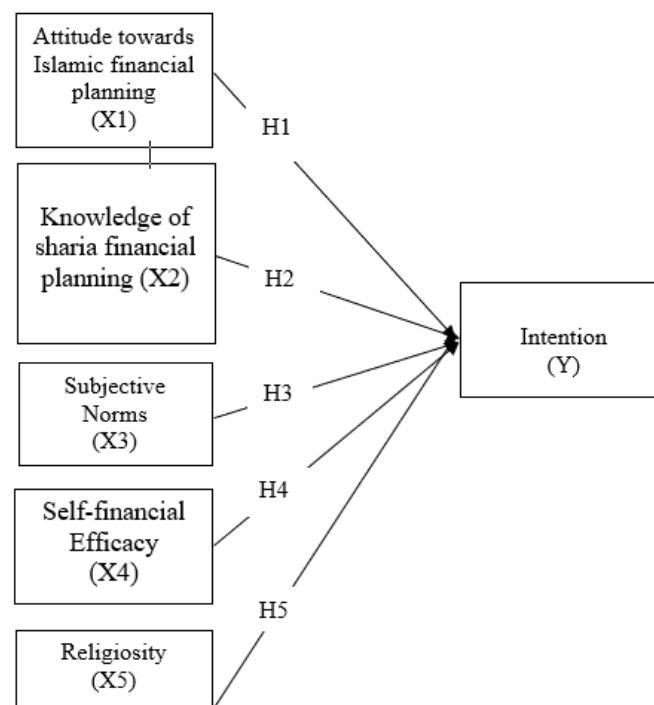 Attitude towards
Islamic financial
planning
(X1)
H1
Knowledge of
sharia financial
planning (X2)
H2
Subjective
Norms
(X3)
H3
Self-financial
Efficacy
(X4)
H4
Religiosity
(X5)
H5
Intention
(Y)